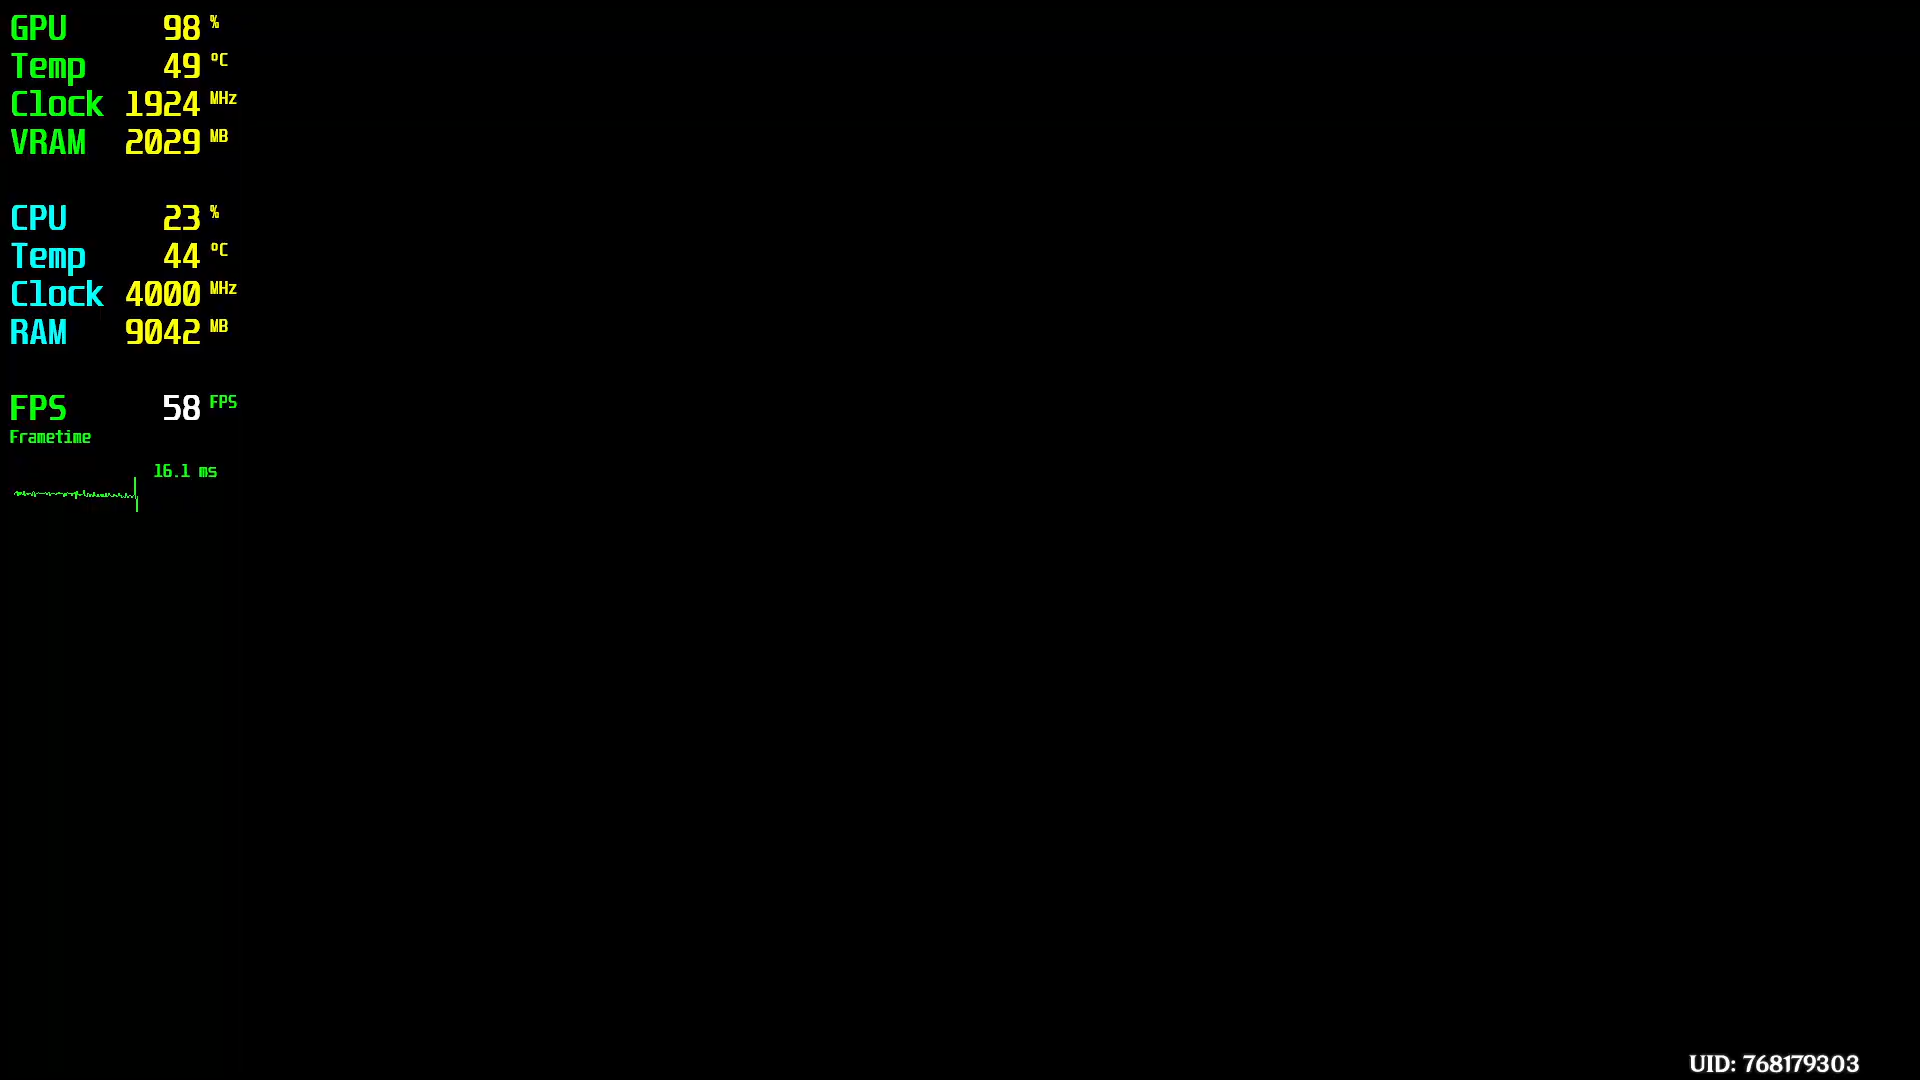 GPU 98 %
Temp 49 °C
Clock 1924 MHz
VRAM 2029 MB
CPU 23 %
Temp 44 °C
Clock 4000 MHz
RAM 9042 MB
FPS 58 FPS
Frametime
16.1 ms
UID: 768179303